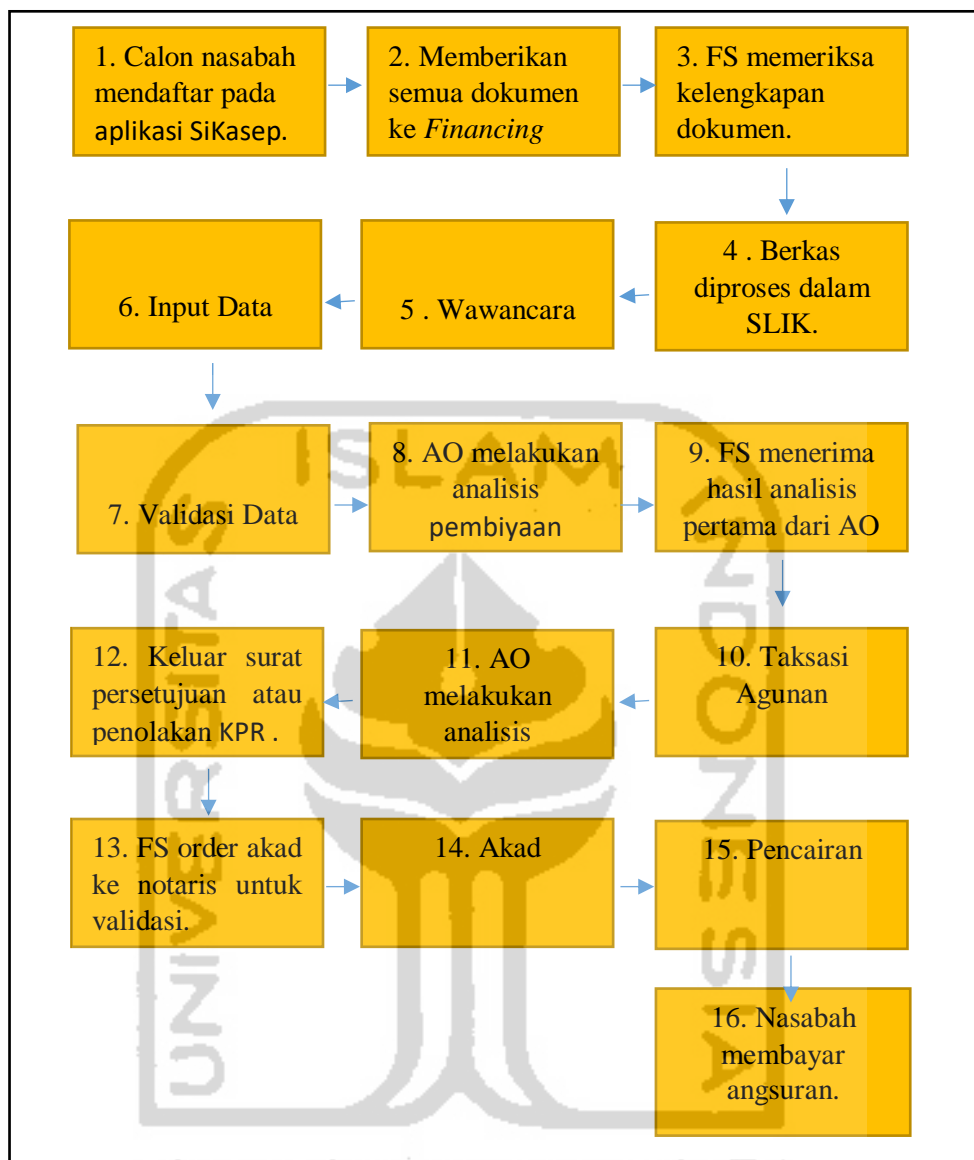 1. Calon nasabah
mendaftar pada
aplikasi SiKasep.
2. Memberikan
semua dokumen
ke Financing
3. FS memeriksa
kelengkapan
dokumen.
4 . Berkas
diproses dalam
SLIK.
5 . Wawancara
6. Input Data
7. Validasi Data
8. AO melakukan
analisis
pembiyaan
9. FS menerima
hasil analisis
pertama dari AO
10. Taksasi
Agunan
11. AO
melakukan
analisis
12. Keluar surat
persetujuan atau
penolakan KPR .
13. FS order akad
ke notaris untuk
validasi.
14. Akad
15. Pencairan
16. Nasabah
membayar
angsuran.
UNIVERSITAS
ISLAM
INDONESIA